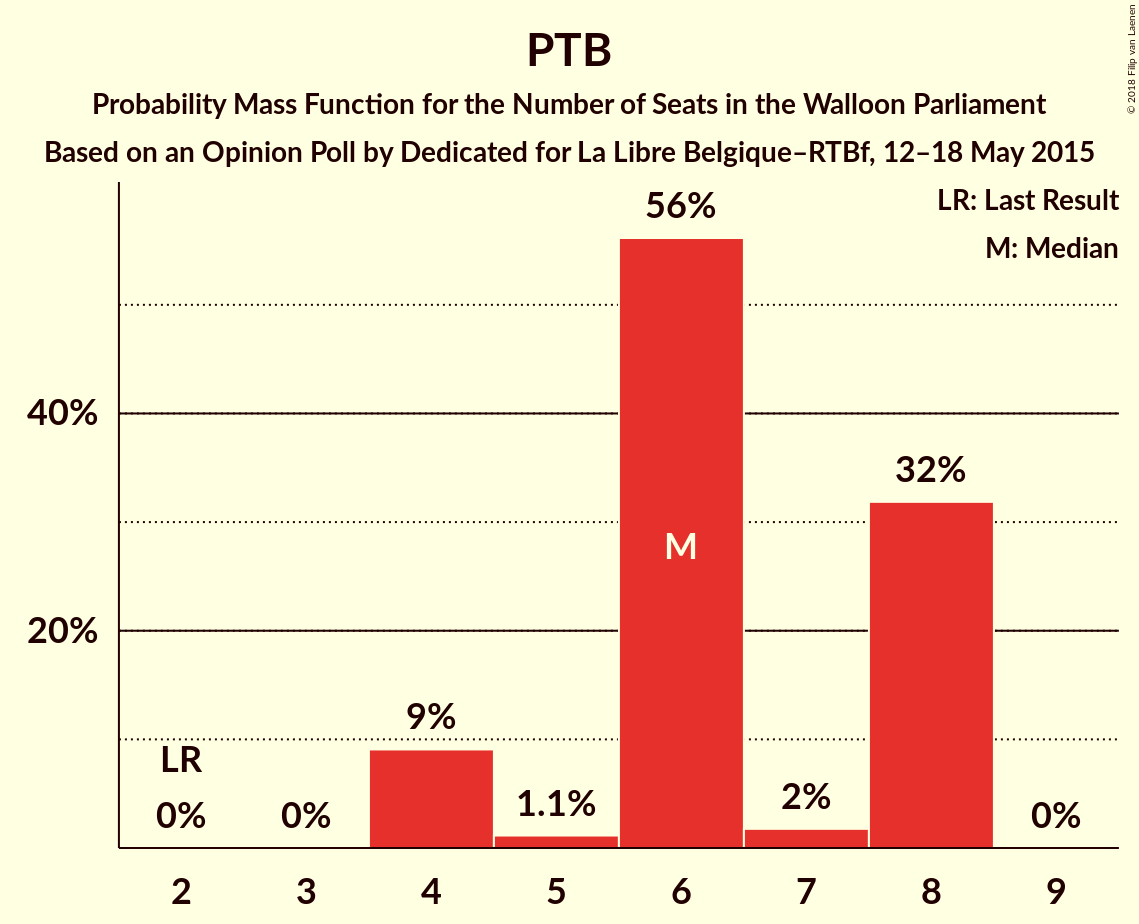 PTB
Probability Mass Function for the Number of Seats in the Walloon Parliament
Based on an Opinion Poll by Dedicated for La Libre Belgique–RTBf, 12–18 May 2015
© 2018 Filip van Laenen
LR: Last Result
M: Median
56%
40%
32%
M
20%
9%
LR
0%
0%
1.1%
2%
0%
2 3 4 5 6 7 8 9